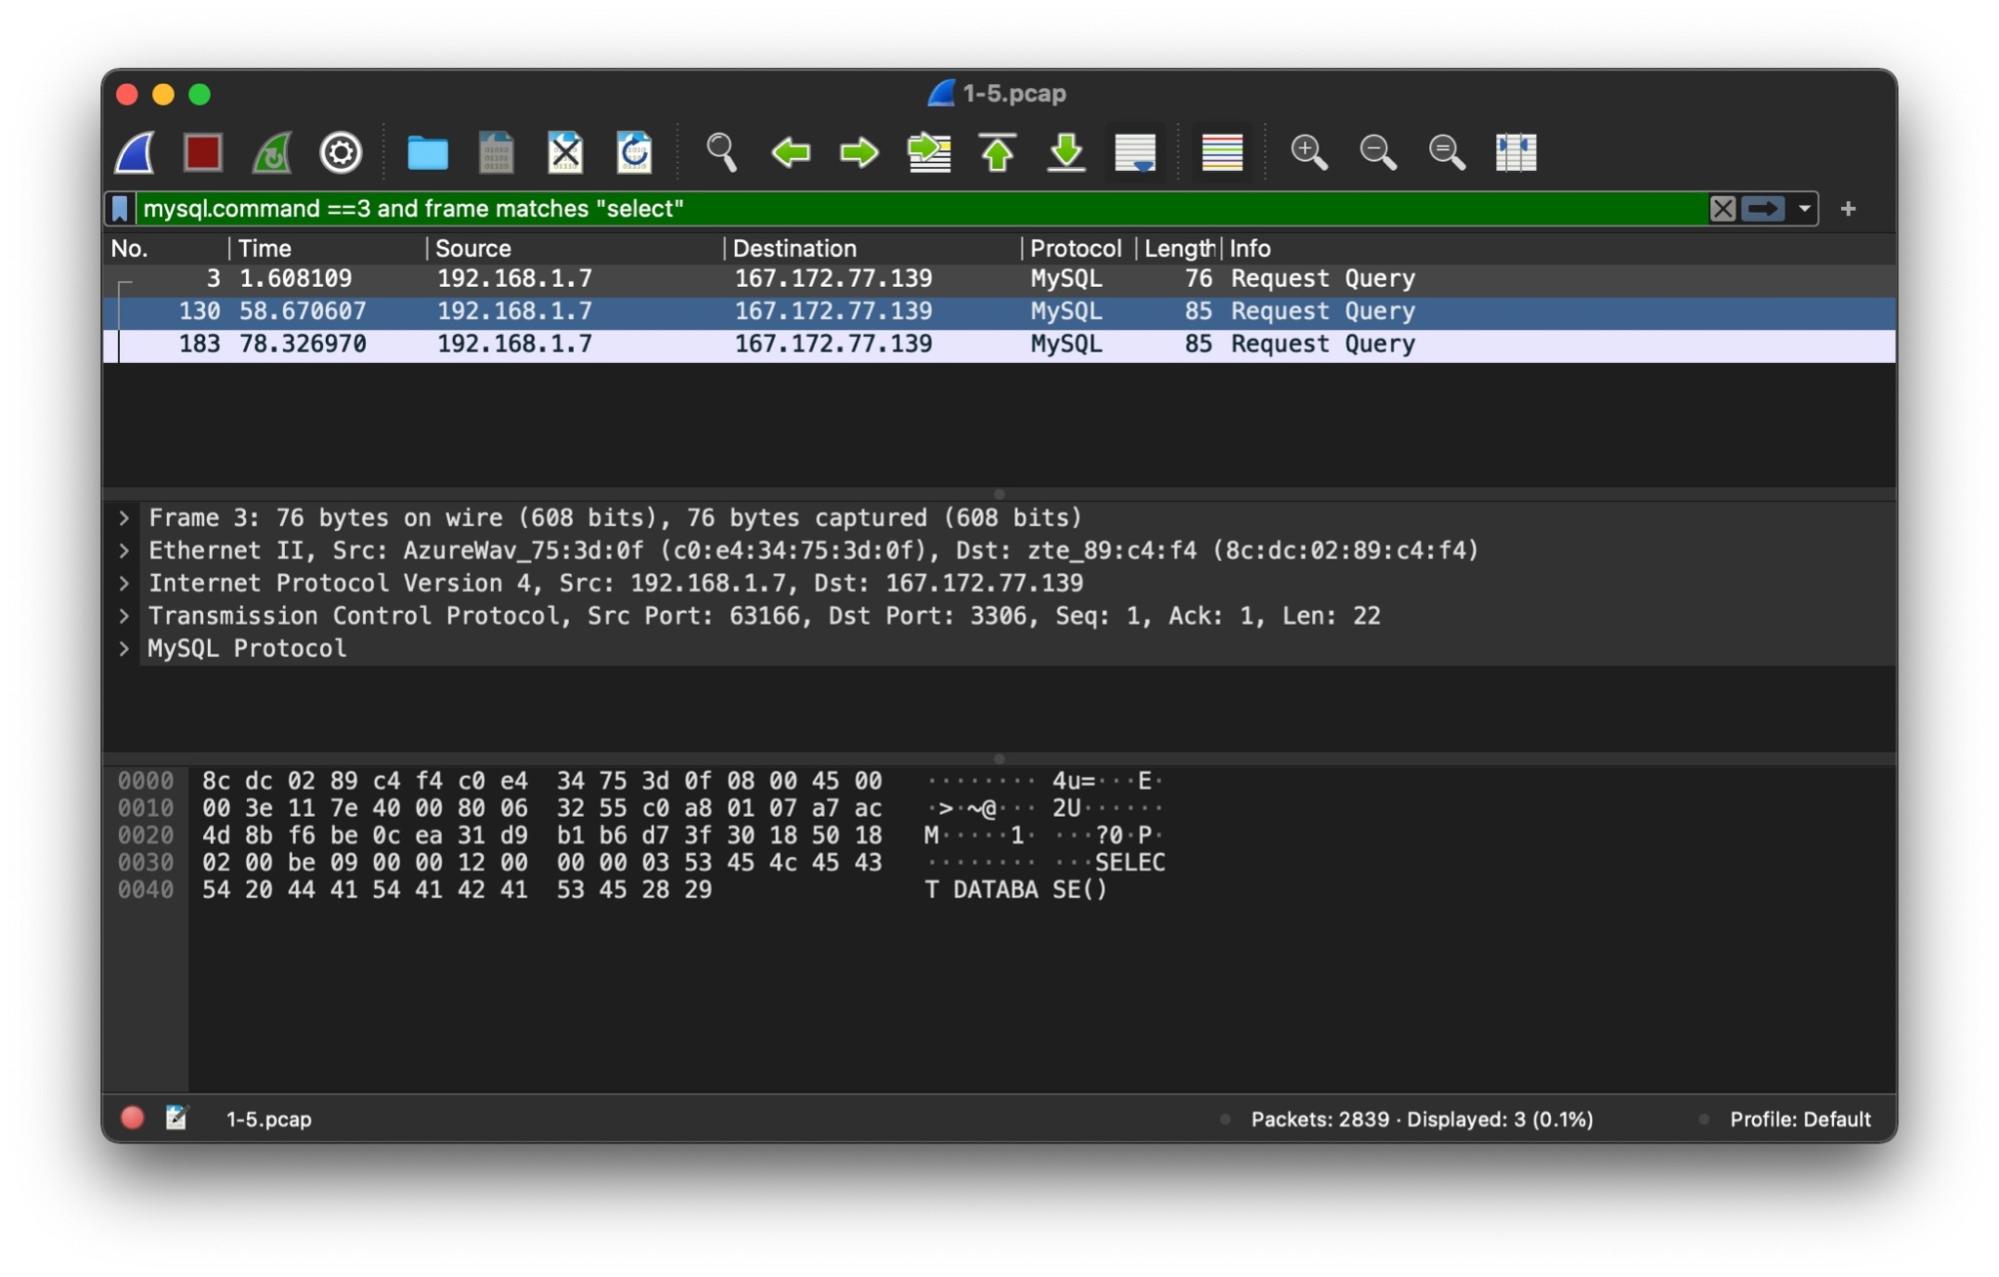 1-5.pcap
mysql.command ==3 and frame matches "select"
No. Time Source Destination Protocol Length Info
3 1.608109 192.168.1.7 167.172.77.139 MySQL 76 Request Query
130 58.670607 192.168.1.7 167.172.77.139 MySQL 85 Request Query
183 78.326970 192.168.1.7 167.172.77.139 MySQL 85 Request Query
> Frame 3: 76 bytes on wire (608 bits), 76 bytes captured (608 bits)
> Ethernet II, Src: AzureWav_75:3d:0f (c0:e4:34:75:3d:0f), Dst: zte_89:c4:f4 (8c:dc:02:89:c4:f4)
> Internet Protocol Version 4, Src: 192.168.1.7, Dst: 167.172.77.139
> Transmission Control Protocol, Src Port: 63166, Dst Port: 3306, Seq: 1, Ack: 1, Len: 22
> MySQL Protocol
0000 8c dc 02 89 c4 f4 c0 e4 34 75 3d 0f 08 00 45 00 ········ 4u=···E·
0010 00 3e 11 7e 40 00 80 06 32 55 c0 a8 01 07 a7 ac ·>·~@··· 2U······
0020 4d 8b f6 be 0c ea 31 d9 b1 b6 d7 3f 30 18 50 18 M·····1· ···?0·P·
0030 02 00 be 09 00 00 12 00 00 00 03 53 45 4c 45 43 ········ ···SELEC
0040 54 20 44 41 54 41 42 41 53 45 28 29 T DATABA SE()
1-5.pcap Packets: 2839 · Displayed: 3 (0.1%) Profile: Default